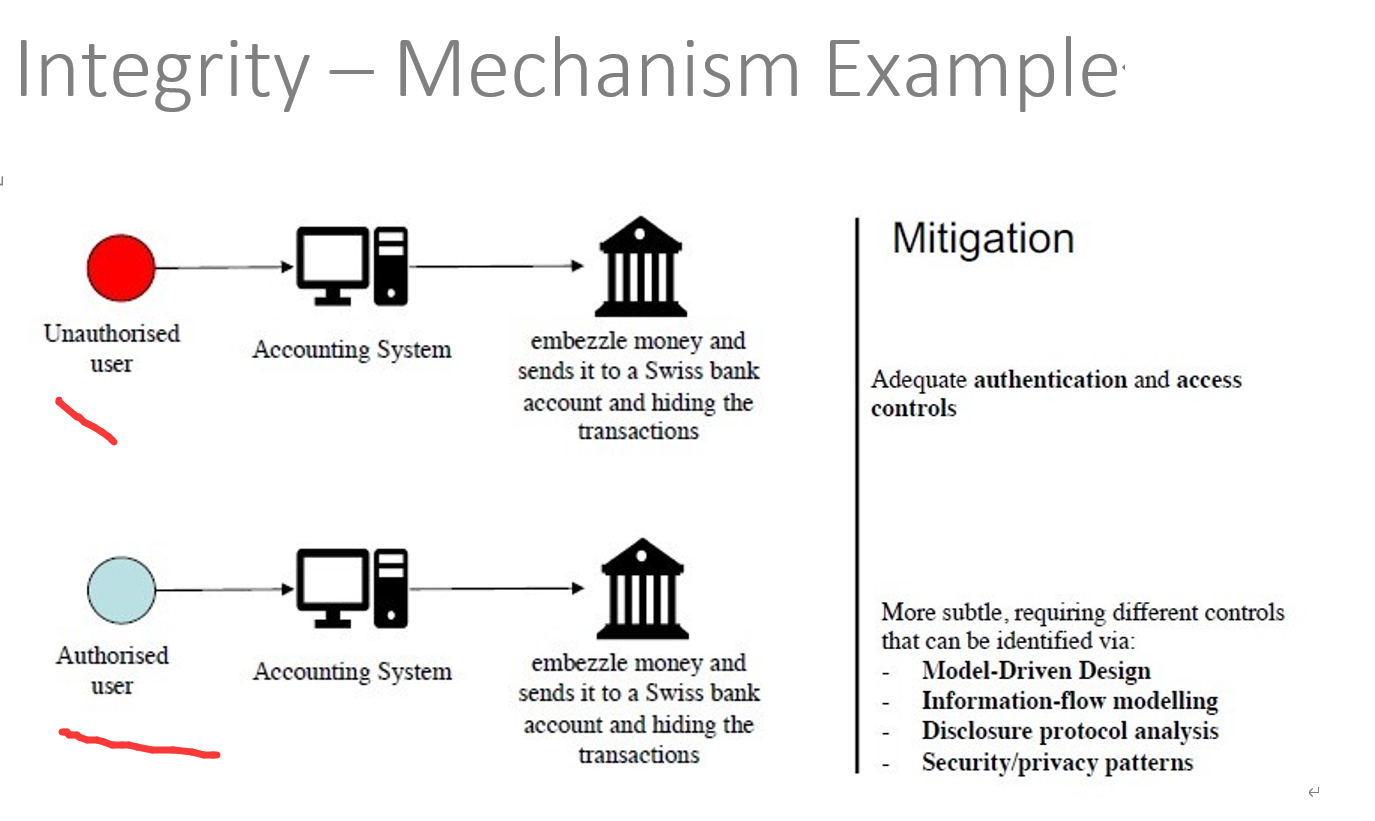 Integrity – Mechanism Example
Mitigation
Unauthorised
user
Accounting System
embezzle money and
sends it to a Swiss bank
account and hiding the
transactions
Adequate authentication and access
controls
Authorised
user
Accounting System
embezzle money and
sends it to a Swiss bank
account and hiding the
transactions
More subtle, requiring different controls
that can be identified via:
- Model-Driven Design
- Information-flow modelling
- Disclosure protocol analysis
- Security/privacy patterns